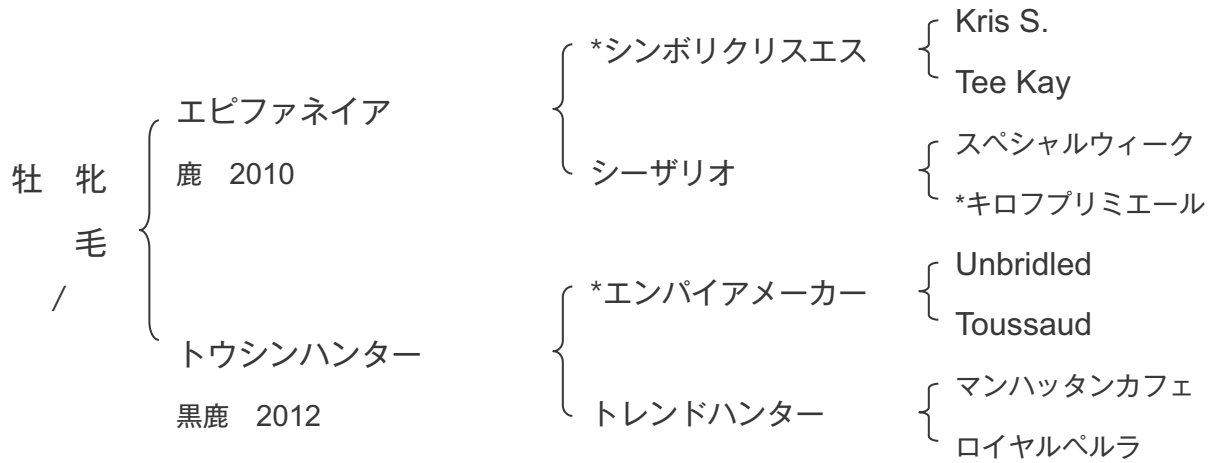 牡　牝
毛
/
エピファネイア
鹿　2010
トウシンハンター
黒鹿　2012
*シンボリクリスエス
シーザリオ
*エンパイアメーカー
トレンドハンター
Kris S.
Tee Kay
スペシャルウィーク
*キロフプリミエール
Unbridled
Toussaud
マンハッタンカフェ
ロイヤルペルラ